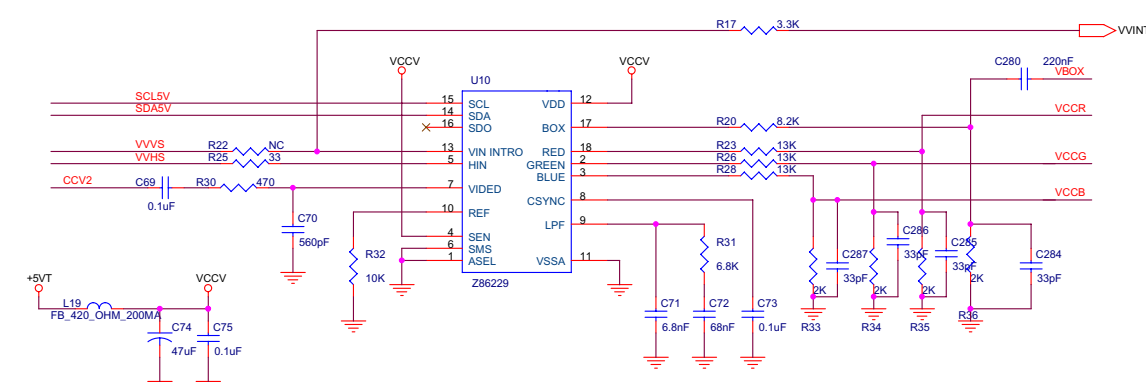 R17 3.3K
VVINT
C280 220nF
VBOX
VCCV
VCCV
U10
SCL5V
15 SCL
VDD 12
SDA5V
14 SDA
16 SDO
BOX 17
R20 8.2K
VCCR
VVVS
R22 NC
13 VIN INTRO
RED 18
R23 13K
VVHS
R25 33
5 HIN
GREEN 2
R26 13K
VCCG
BLUE 3
R28 13K
CCV2
C69
0.1uF
R30 470
7 VIDED
CSYNC 8
VCCB
10 REF
LPF 9
C70
560pF
4 SEN
6 SMS
1 ASEL
VSSA 11
Z86229
R32
10K
R31
6.8K
C286
33pF
C287
33pF
C285
33pF
C284
33pF
2K
2K
2K
2K
R33
R34
R35
R36
C71
6.8nF
C72
68nF
C73
0.1uF
+5VT
VCCV
L19
FB_420_OHM_200MA
C74
47uF
C75
0.1uF